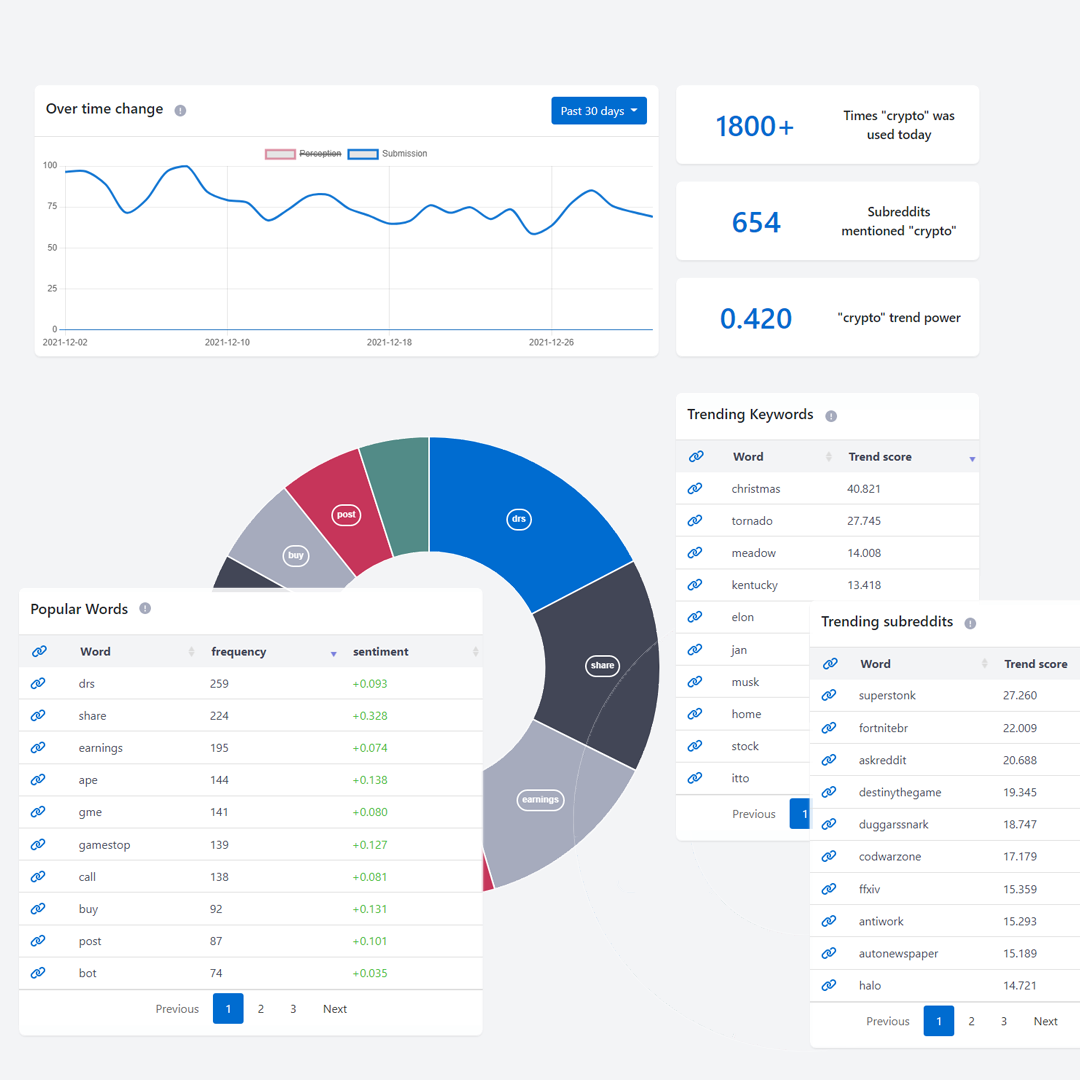 Over time change
Past 30 days
Perception Submission
100
75
50
25
0
2021-12-02 2021-12-10 2021-12-18 2021-12-26
1800+
Times "crypto" was
used today
654
Subreddits
mentioned "crypto"
0.420
"crypto" trend power
drs
share
earnings
buy
post
Popular Words
Word frequency sentiment
drs 259 +0.093
share 224 +0.328
earnings 195 +0.074
ape 144 +0.138
gme 141 +0.080
gamestop 139 +0.127
call 138 +0.081
buy 92 +0.131
post 87 +0.101
bot 74 +0.035
Previous 1 2 3 Next
Trending Keywords
Word Trend score
christmas 40.821
tornado 27.745
meadow 14.008
kentucky 13.418
elon
jan
musk
home
stock
itto
Previous 1
Trending subreddits
Word Trend score
superstonk 27.260
fortnitebr 22.009
askreddit 20.688
destinythegame 19.345
duggarssnark 18.747
codwarzone 17.179
ffxiv 15.359
antiwork 15.293
autonewspaper 15.189
halo 14.721
Previous 1 2 3 Next